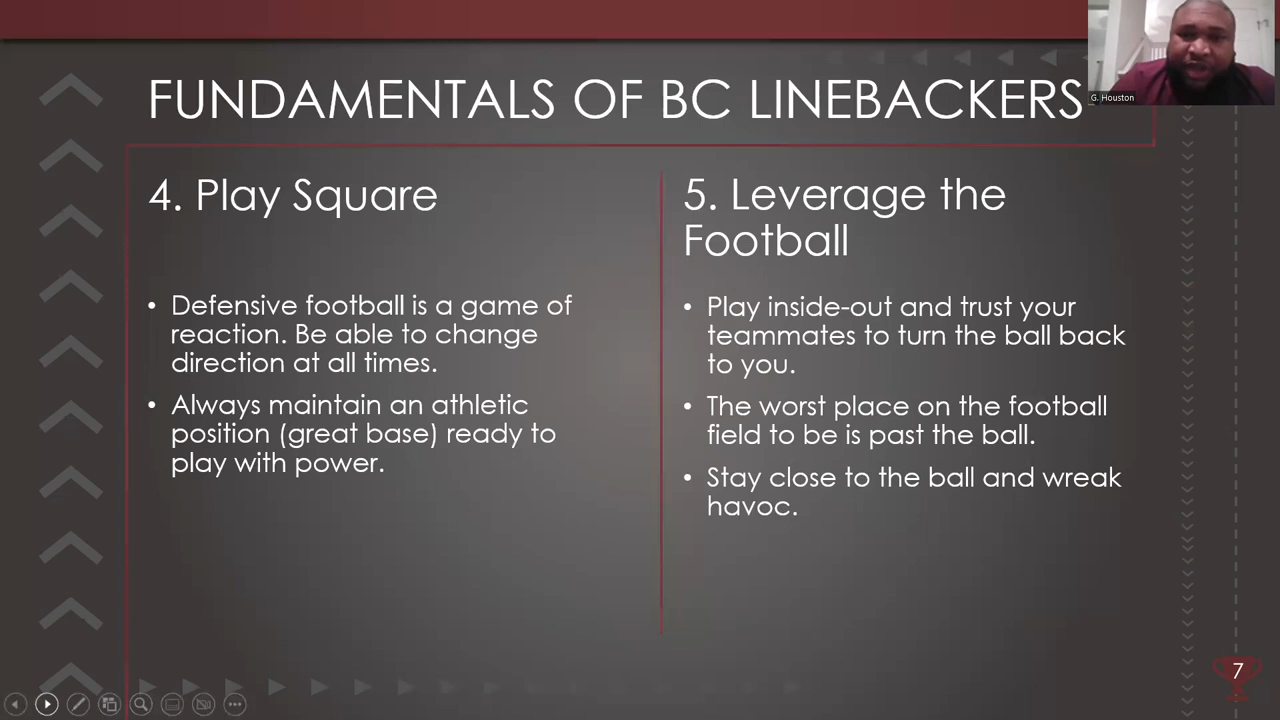 FUNDAMENTALS OF BC LINEBACKERS
G. Houston
4. Play Square
• Defensive football is a game of
reaction. Be able to change
direction at all times.
• Always maintain an athletic
position (great base) ready to
play with power.
5. Leverage the
Football
• Play inside-out and trust your
teammates to turn the ball back
to you.
• The worst place on the football
field to be is past the ball.
• Stay close to the ball and wreak
havoc.
7